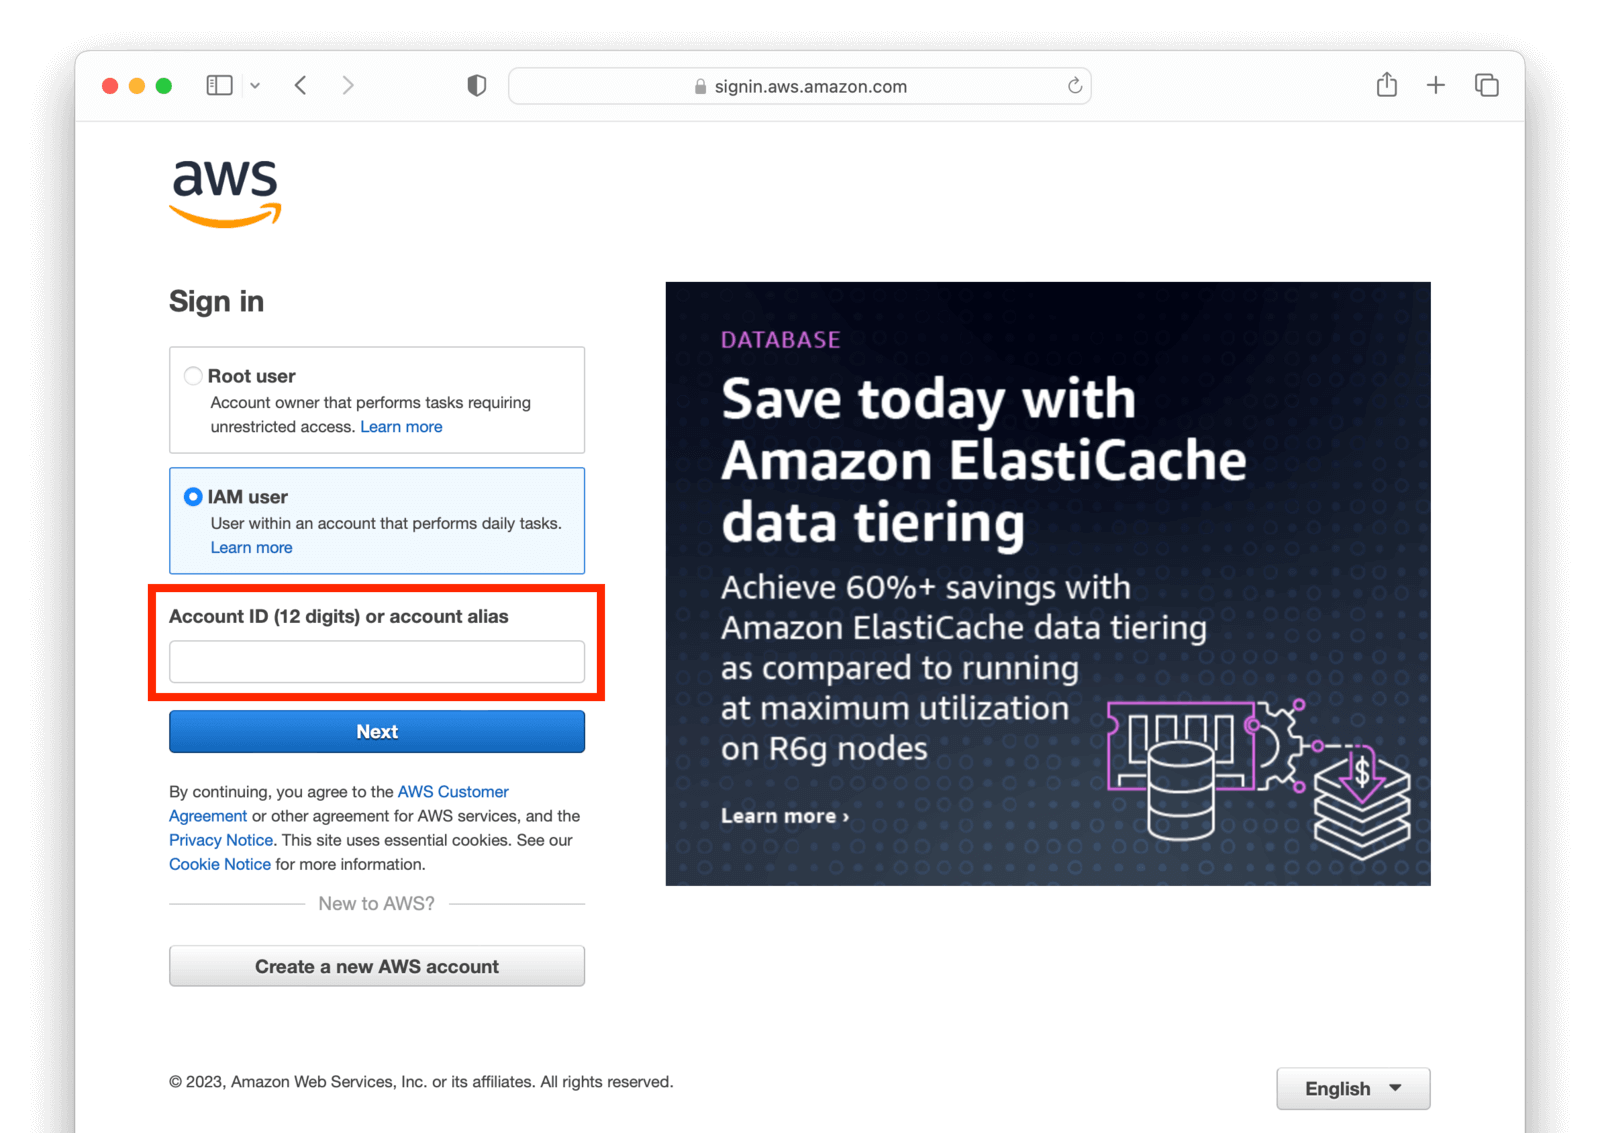 signin.aws.amazon.com
aws
Sign in
Root user
Account owner that performs tasks requiring
unrestricted access. Learn more
IAM user
User within an account that performs daily tasks.
Learn more
Account ID (12 digits) or account alias
Next
By continuing, you agree to the AWS Customer
Agreement or other agreement for AWS services, and the
Privacy Notice. This site uses essential cookies. See our
Cookie Notice for more information.
New to AWS?
Create a new AWS account
DATABASE
Save today with
Amazon ElastiCache
data tiering
Achieve 60%+ savings with
Amazon ElastiCache data tiering
as compared to running
at maximum utilization
on R6g nodes
$
Learn more ›
© 2023, Amazon Web Services, Inc. or its affiliates. All rights reserved.
English